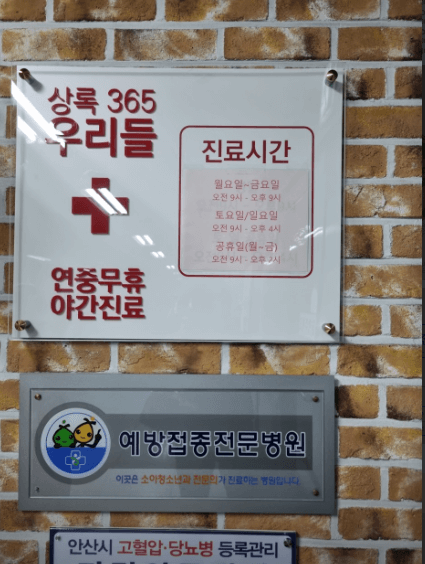 상록 365
우리들
진료시간
월요일~금요일
오전 9시 - 오후 9시
토요일/일요일
오전 9시 - 오후 4시
공휴일(월~금)
오전 9시 - 오후
연중무휴
야간진료
예방접종전문병원
이곳은 소아청소년과 전문의가 진료하는 병원입니다.
안산시 고혈압·당뇨병 등록관리